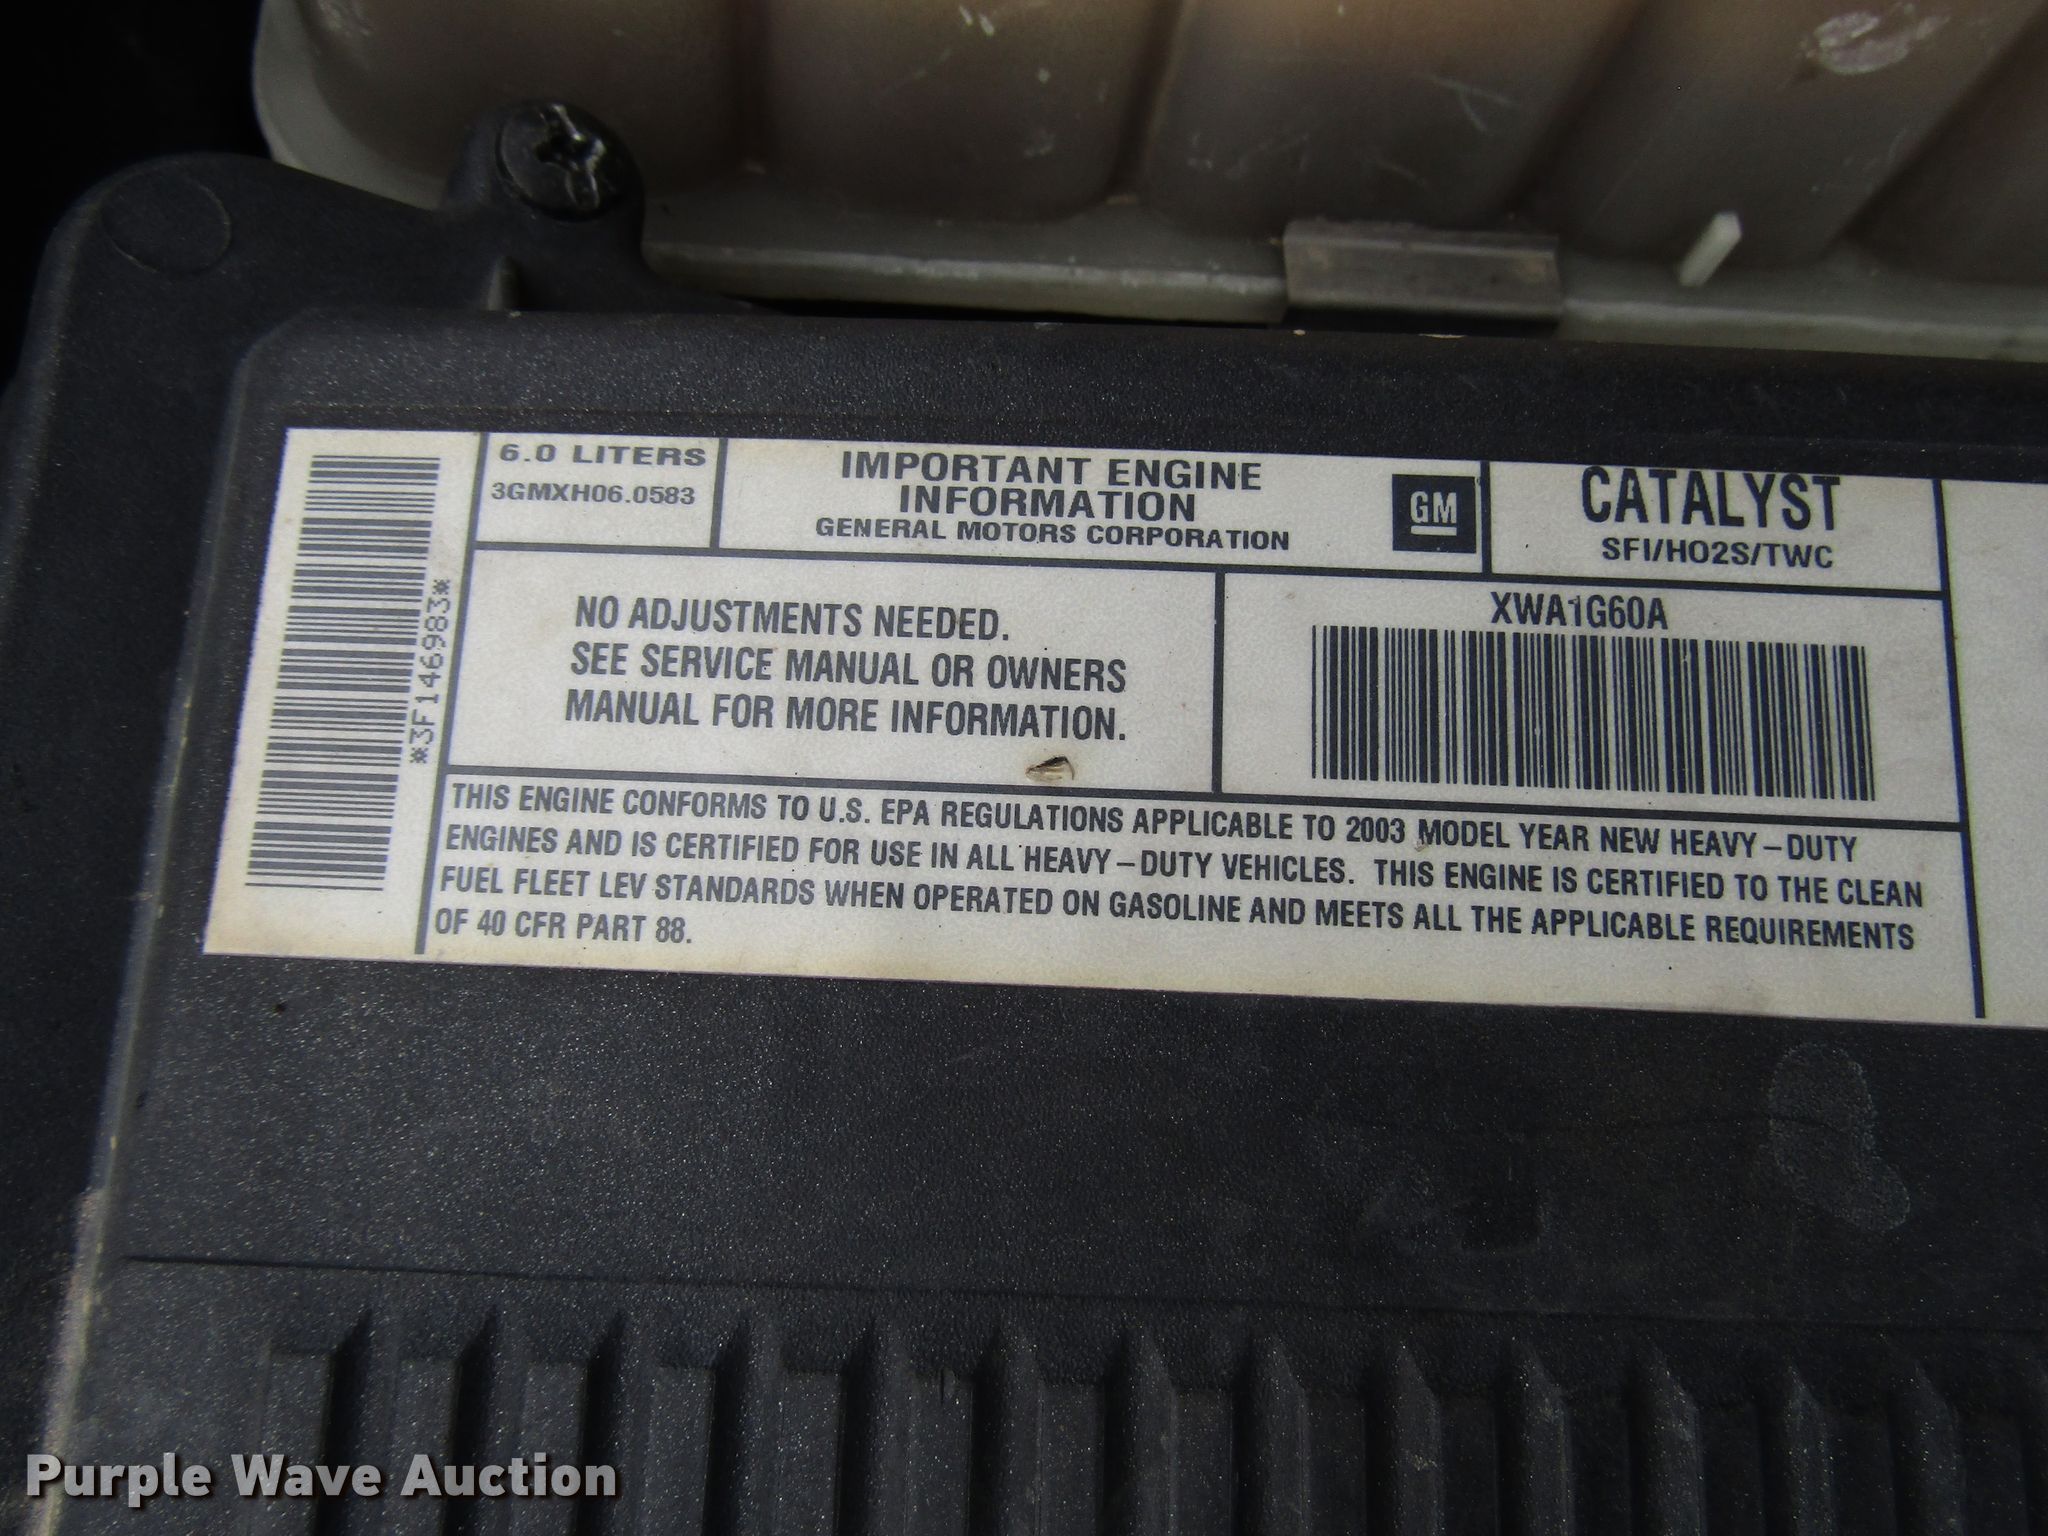 6.0 LITERS
3GMXH06.0583
IMPORTANT ENGINE
INFORMATION
GENERAL MOTORS CORPORATION
GM
CATALYST
SFI/HO2S/TWC
*3F146983*
NO ADJUSTMENTS NEEDED.
SEE SERVICE MANUAL OR OWNERS
MANUAL FOR MORE INFORMATION.
XWA1G60A
THIS ENGINE CONFORMS TO U.S. EPA REGULATIONS APPLICABLE TO 2003 MODEL YEAR NEW HEAVY-DUTY
ENGINES AND IS CERTIFIED FOR USE IN ALL HEAVY-DUTY VEHICLES. THIS ENGINE IS CERTIFIED TO THE CLEAN
FUEL FLEET LEV STANDARDS WHEN OPERATED ON GASOLINE AND MEETS ALL THE APPLICABLE REQUIREMENTS
OF 40 CFR PART 88.
Purple Wave Auction